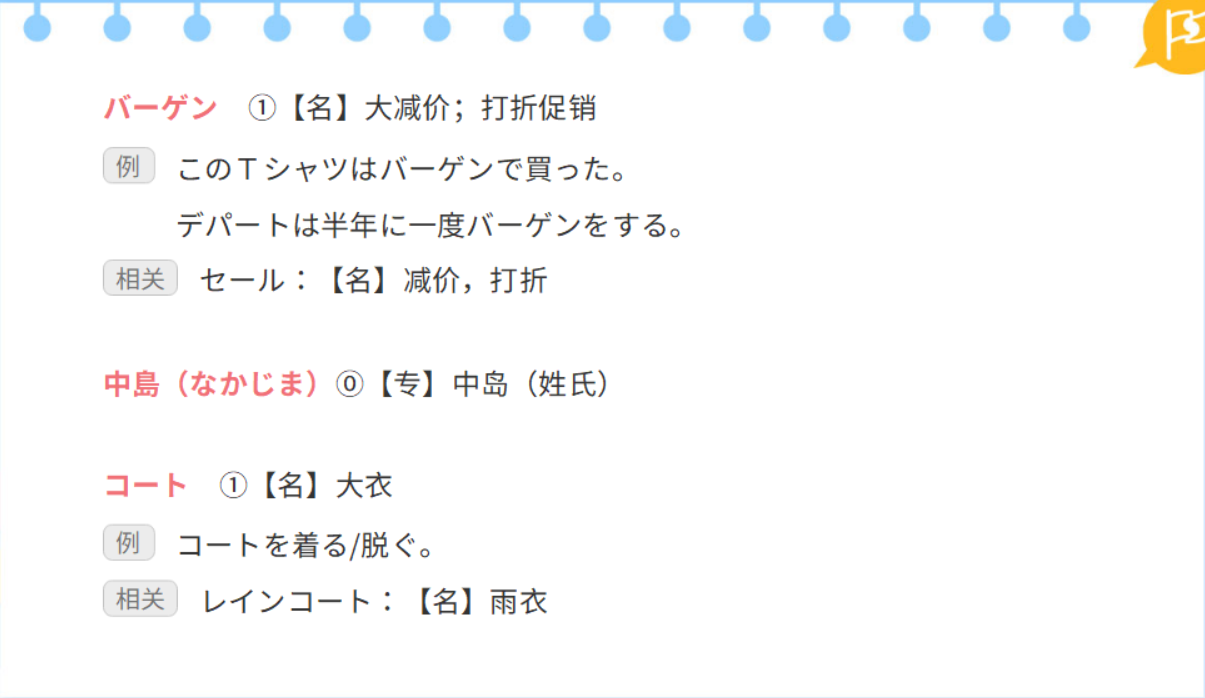 バーゲン ①【名】大减价；打折促销
例 このＴシャツはバーゲンで買った。
デパートは半年に一度バーゲンをする。
相关 セール：【名】减价，打折
中島（なかじま）⓪【专】中岛（姓氏）
コート ①【名】大衣
例 コートを着る/脱ぐ。
相关 レインコート：【名】雨衣